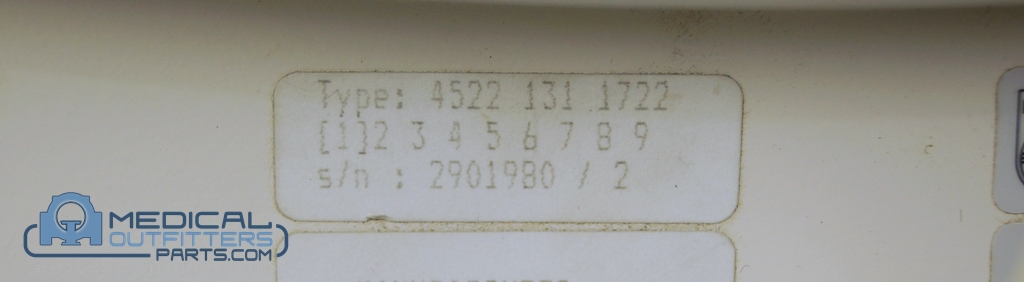 Type: 4522 131 1722
[1]2 3 4 5 6 7 8 9
s/n : 2901980 / 2
MEDICAL
OUTFITTERS
PARTS.COM